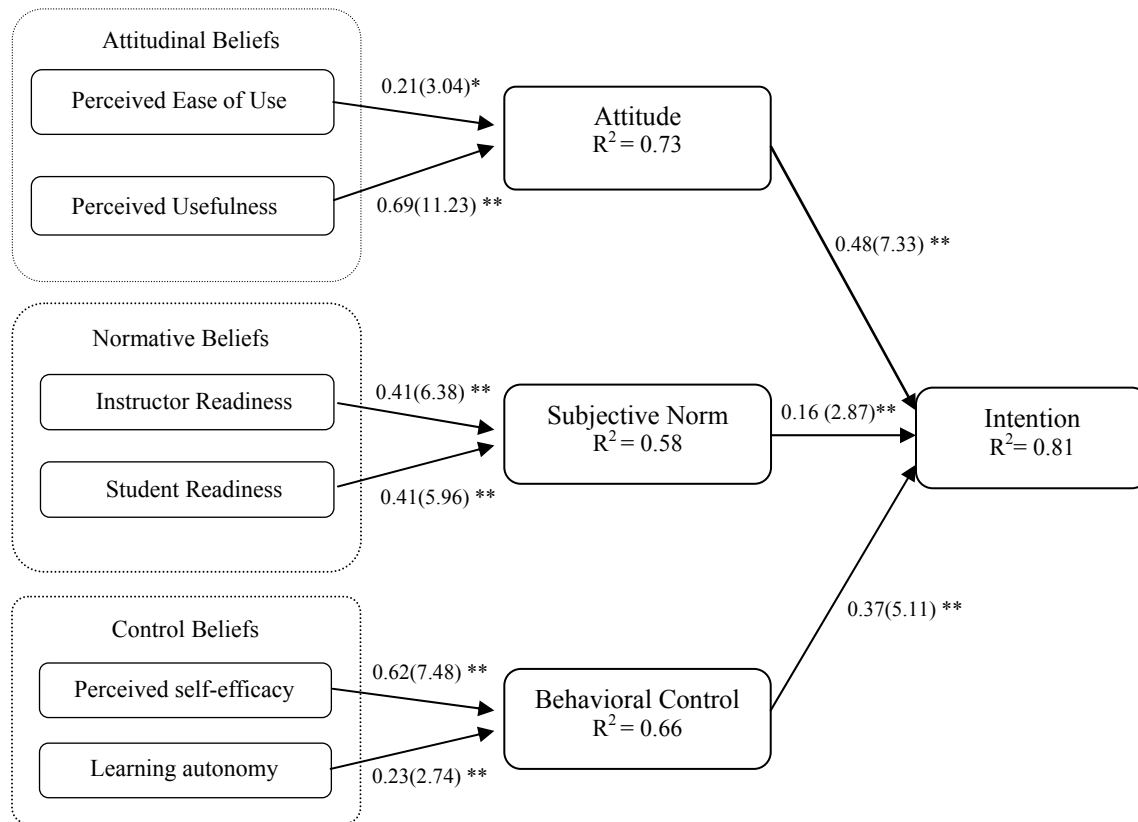 Attitudinal Beliefs
Perceived Ease of Use
Perceived Usefulness
0.21(3.04)*
0.69(11.23) **
Attitude
R² = 0.73
0.48(7.33) **
Normative Beliefs
Instructor Readiness
Student Readiness
0.41(6.38) **
0.41(5.96) **
Subjective Norm
R² = 0.58
0.16 (2.87)**
Intention
R²= 0.81
Control Beliefs
Perceived self-efficacy
Learning autonomy
0.62(7.48) **
0.23(2.74) **
Behavioral Control
R² = 0.66
0.37(5.11) **